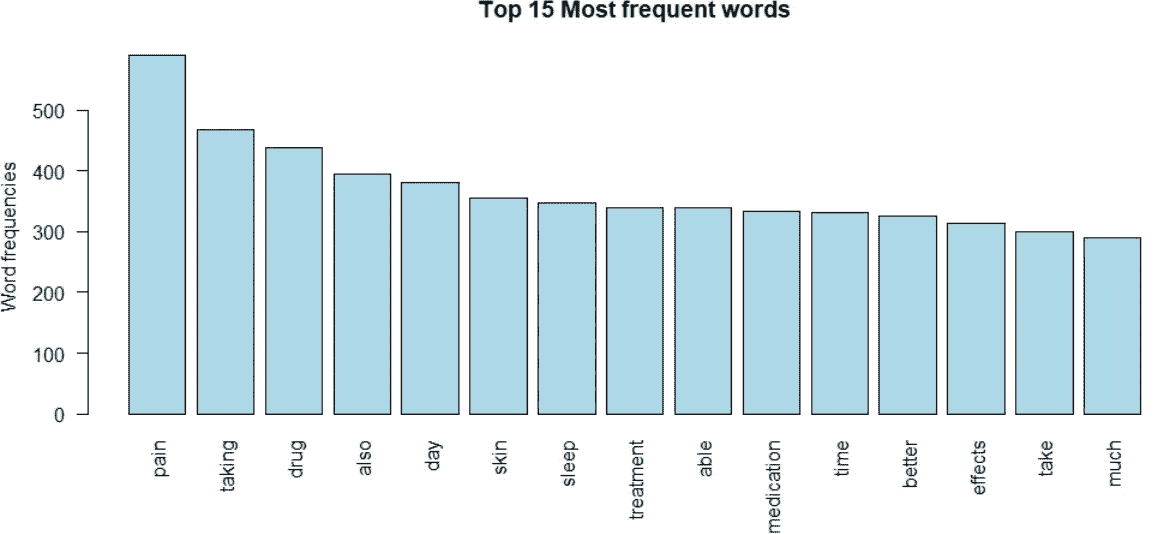 Top 15 Most frequent words
Word frequencies
500
400
300
200
100
0
pain
taking
drug
also
day
skin
sleep
treatment
able
medication
time
better
effects
take
much